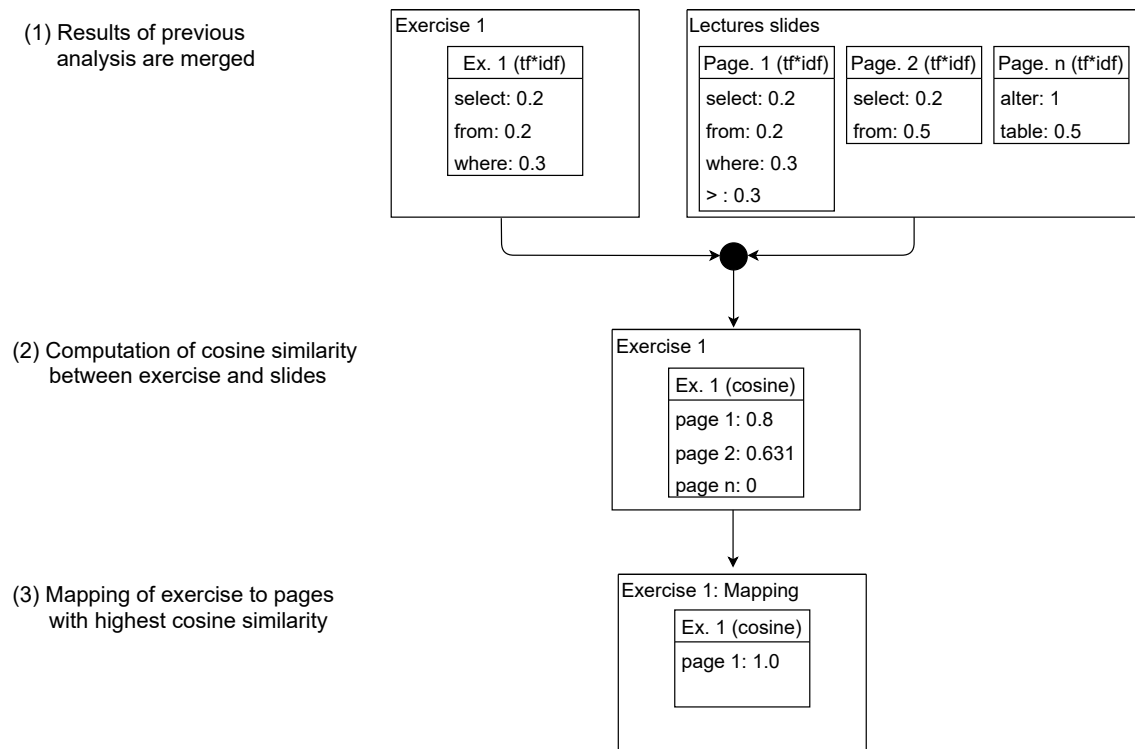 (1) Results of previous
analysis are merged
Exercise 1
Ex. 1 (tf*idf)
select: 0.2
from: 0.2
where: 0.3
Lectures slides
Page. 1 (tf*idf)
select: 0.2
from: 0.2
where: 0.3
> : 0.3
Page. 2 (tf*idf)
select: 0.2
from: 0.5
Page. n (tf*idf)
alter: 1
table: 0.5
(2) Computation of cosine similarity
between exercise and slides
Exercise 1
Ex. 1 (cosine)
page 1: 0.8
page 2: 0.631
page n: 0
(3) Mapping of exercise to pages
with highest cosine similarity
Exercise 1: Mapping
Ex. 1 (cosine)
page 1: 1.0